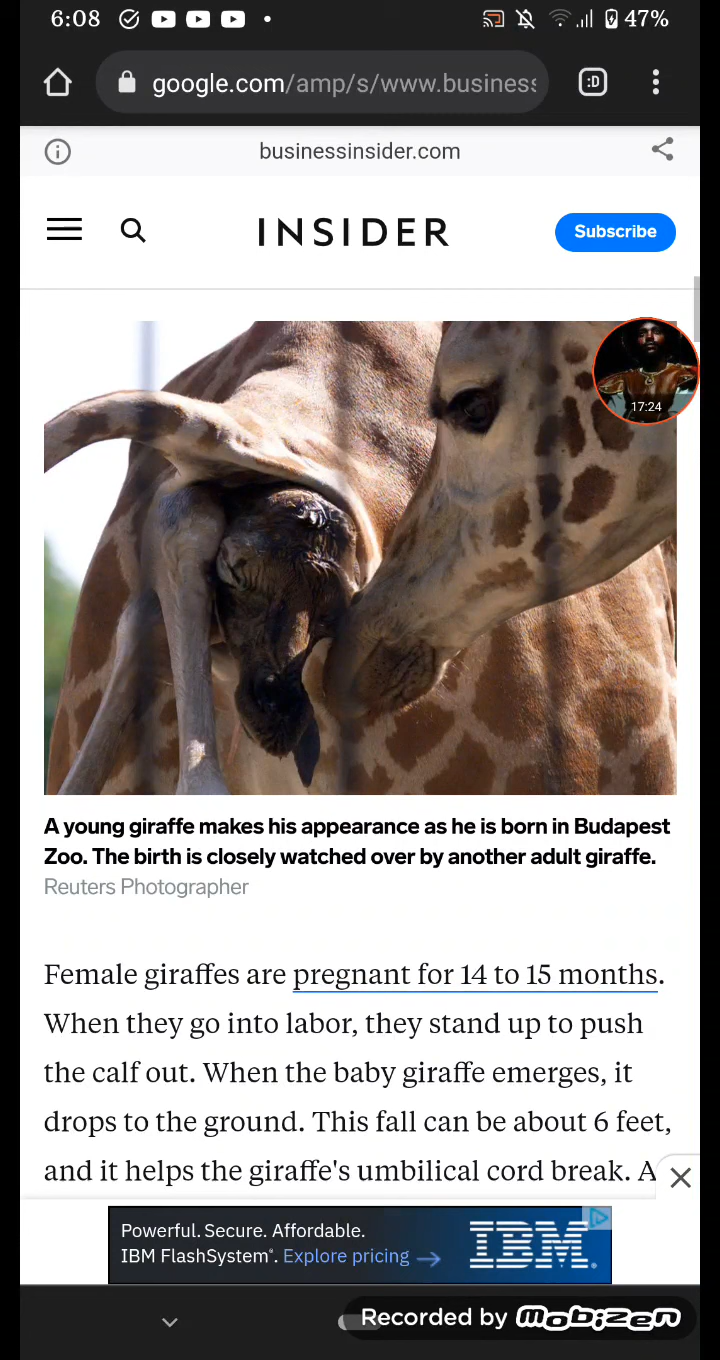 6:08
47%
:D
google.com/amp/s/www.business
businessinsider.com
INSIDER
Subscribe
17:24
A young giraffe makes his appearance as he is born in Budapest
Zoo. The birth is closely watched over by another adult giraffe.
Reuters Photographer
Female giraffes are pregnant for 14 to 15 months.
When they go into labor, they stand up to push
the calf out. When the baby giraffe emerges, it
drops to the ground. This fall can be about 6 feet,
and it helps the giraffe's umbilical cord break. A
Powerful. Secure. Affordable.
IBM FlashSystem®. Explore pricing →
IBM®
Recorded by mobizen